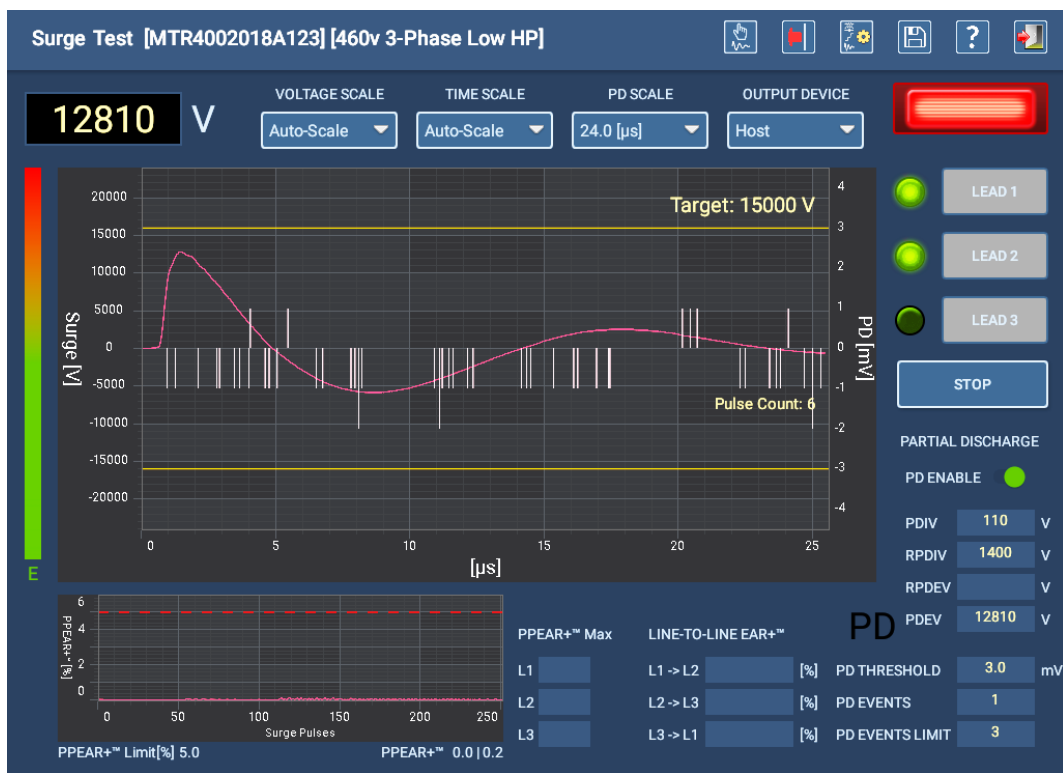 Surge Test [MTR4002018A123] [460v 3-Phase Low HP]
?
12810 V
VOLTAGE SCALE
Auto-Scale
TIME SCALE
Auto-Scale
PD SCALE
24.0 [µs]
OUTPUT DEVICE
Host
LEAD 1
LEAD 2
LEAD 3
STOP
E
Surge [V]
20000
15000
10000
5000
0
-5000
-10000
-15000
-20000
Target: 15000 V
Pulse Count: 6
PD [mV]
4
3
2
1
0
-1
-2
-3
-4
0 5 10 15 20 25
[µs]
PARTIAL DISCHARGE
PD ENABLE
PDIV 110 V
RPDIV 1400 V
RPDEV V
PD
PDEV 12810 V
PD THRESHOLD 3.0 mV
PD EVENTS 1
PD EVENTS LIMIT 3
PPEAR+™ [%]
6
4
2
0
0 50 100 150 200 250
Surge Pulses
PPEAR+™ Limit[%] 5.0
PPEAR+™ 0.0 | 0.2
PPEAR+™ Max
L1
L2
L3
LINE-TO-LINE EAR+™
L1 -> L2 [%]
L2 -> L3 [%]
L3 -> L1 [%]